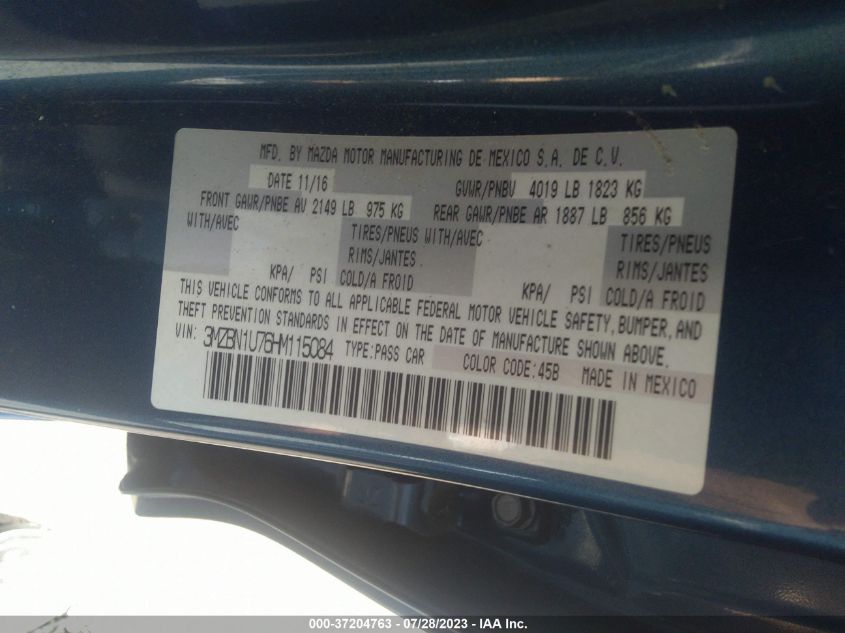 MFD. BY MAZDA MOTOR MANUFACTURING DE MEXICO S.A. DE C.V.
DATE 11/16 GVWR/PNBV 4019 LB 1823 KG
FRONT GAWR/PNBE AV 2149 LB 975 KG REAR GAWR/PNBE AR 1887 LB 856 KG
WITH/AVEC TIRES/PNEUS WITH/AVEC TIRES/PNEUS
RIMS/JANTES RIMS/JANTES
KPA/ PSI COLD/A FROID KPA/ PSI COLD/A FROID
THIS VEHICLE CONFORMS TO ALL APPLICABLE FEDERAL MOTOR VEHICLE SAFETY, BUMPER, AND
THEFT PREVENTION STANDARDS IN EFFECT ON THE DATE OF MANUFACTURE SHOWN ABOVE.
VIN: 3MZBN1U76HM115084 TYPE:PASS CAR COLOR CODE:45B MADE IN MEXICO
000-37204763 - 07/28/2023 - IAA Inc.